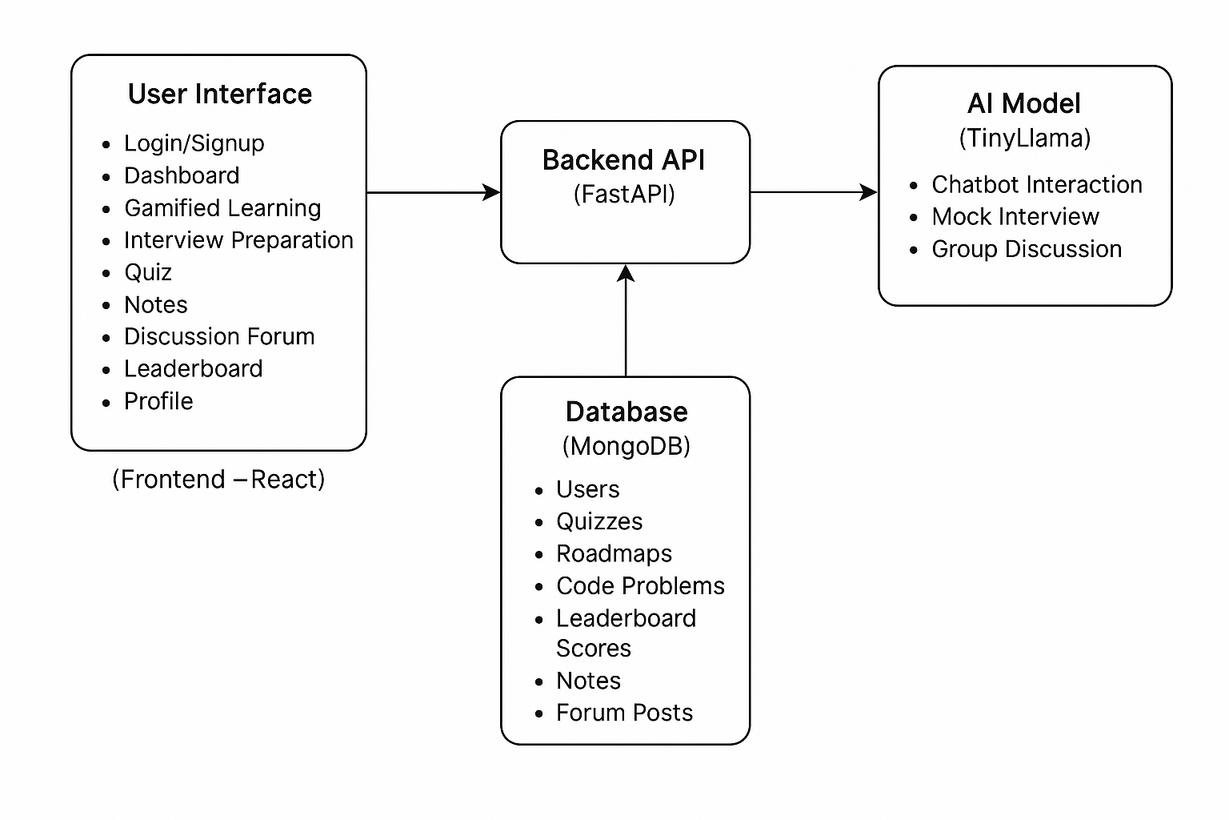 User Interface
• Login/Signup
• Dashboard
• Gamified Learning
• Interview Preparation
• Quiz
• Notes
• Discussion Forum
• Leaderboard
• Profile
(Frontend – React)
Backend API
(FastAPI)
AI Model
(TinyLlama)
• Chatbot Interaction
• Mock Interview
• Group Discussion
Database
(MongoDB)
• Users
• Quizzes
• Roadmaps
• Code Problems
• Leaderboard
Scores
• Notes
• Forum Posts